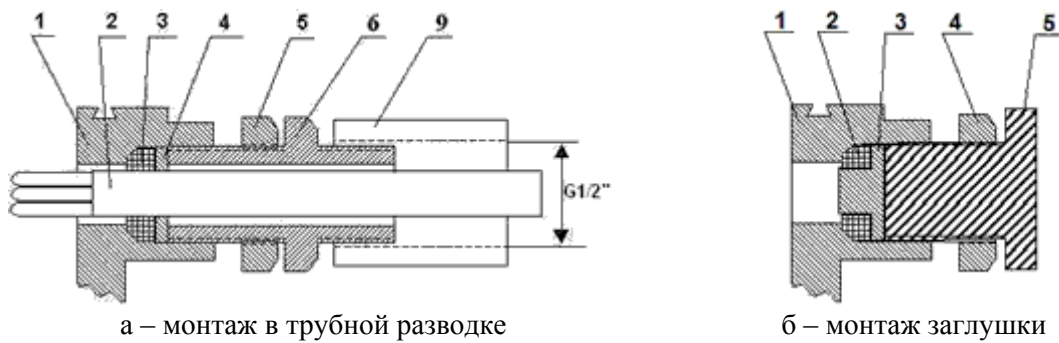 1 2 3 4 5 6 9
1 2 3 4 5
G1/2"
а – монтаж в трубной разводке
б – монтаж заглушки